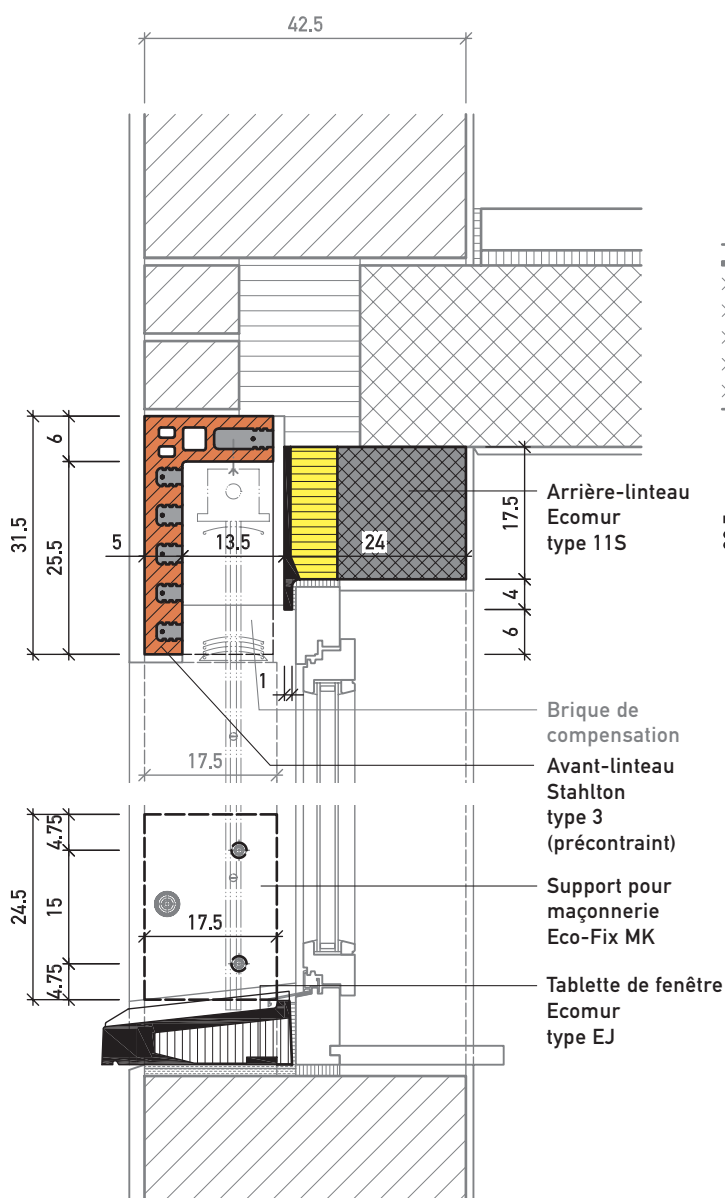 42.5
6
31.5
25.5
5
13.5
24
17.5
4
6
1
Arrière-linteau
Ecomur
type 11S
Brique de
compensation
17.5
Avant-linteau
Stahlton
type 3
(précontraint)
4.75
24.5
15
17.5
4.75
Support pour
maçonnerie
Eco-Fix MK
Tablette de fenêtre
Ecomur
type EJ